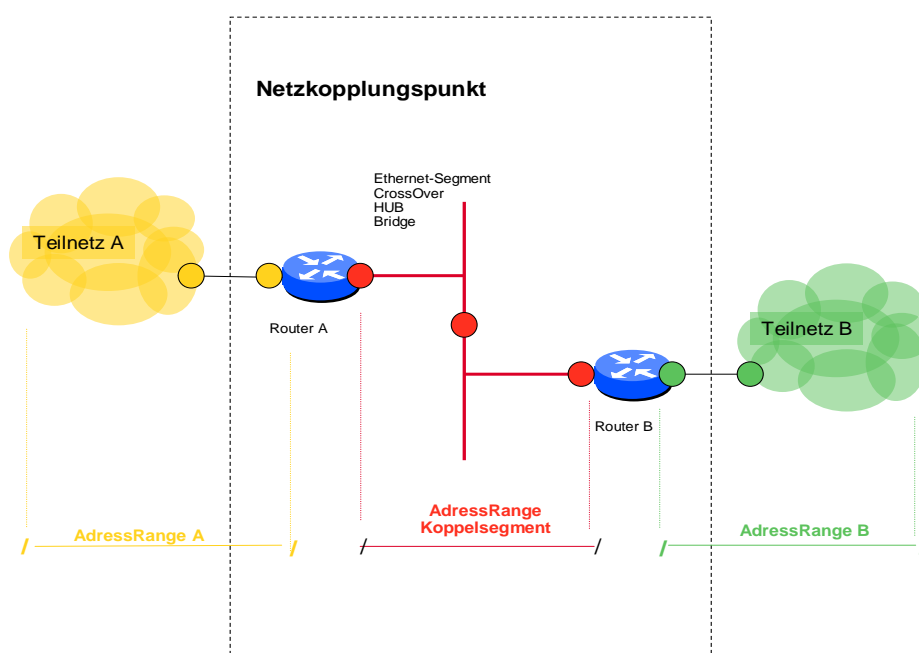 Netzkopplungspunkt
Ethernet-Segment
CrossOver
HUB
Bridge
Teilnetz A
Router A
Teilnetz B
Router B
AdressRange A
AdressRange
Koppelsegment
AdressRange B